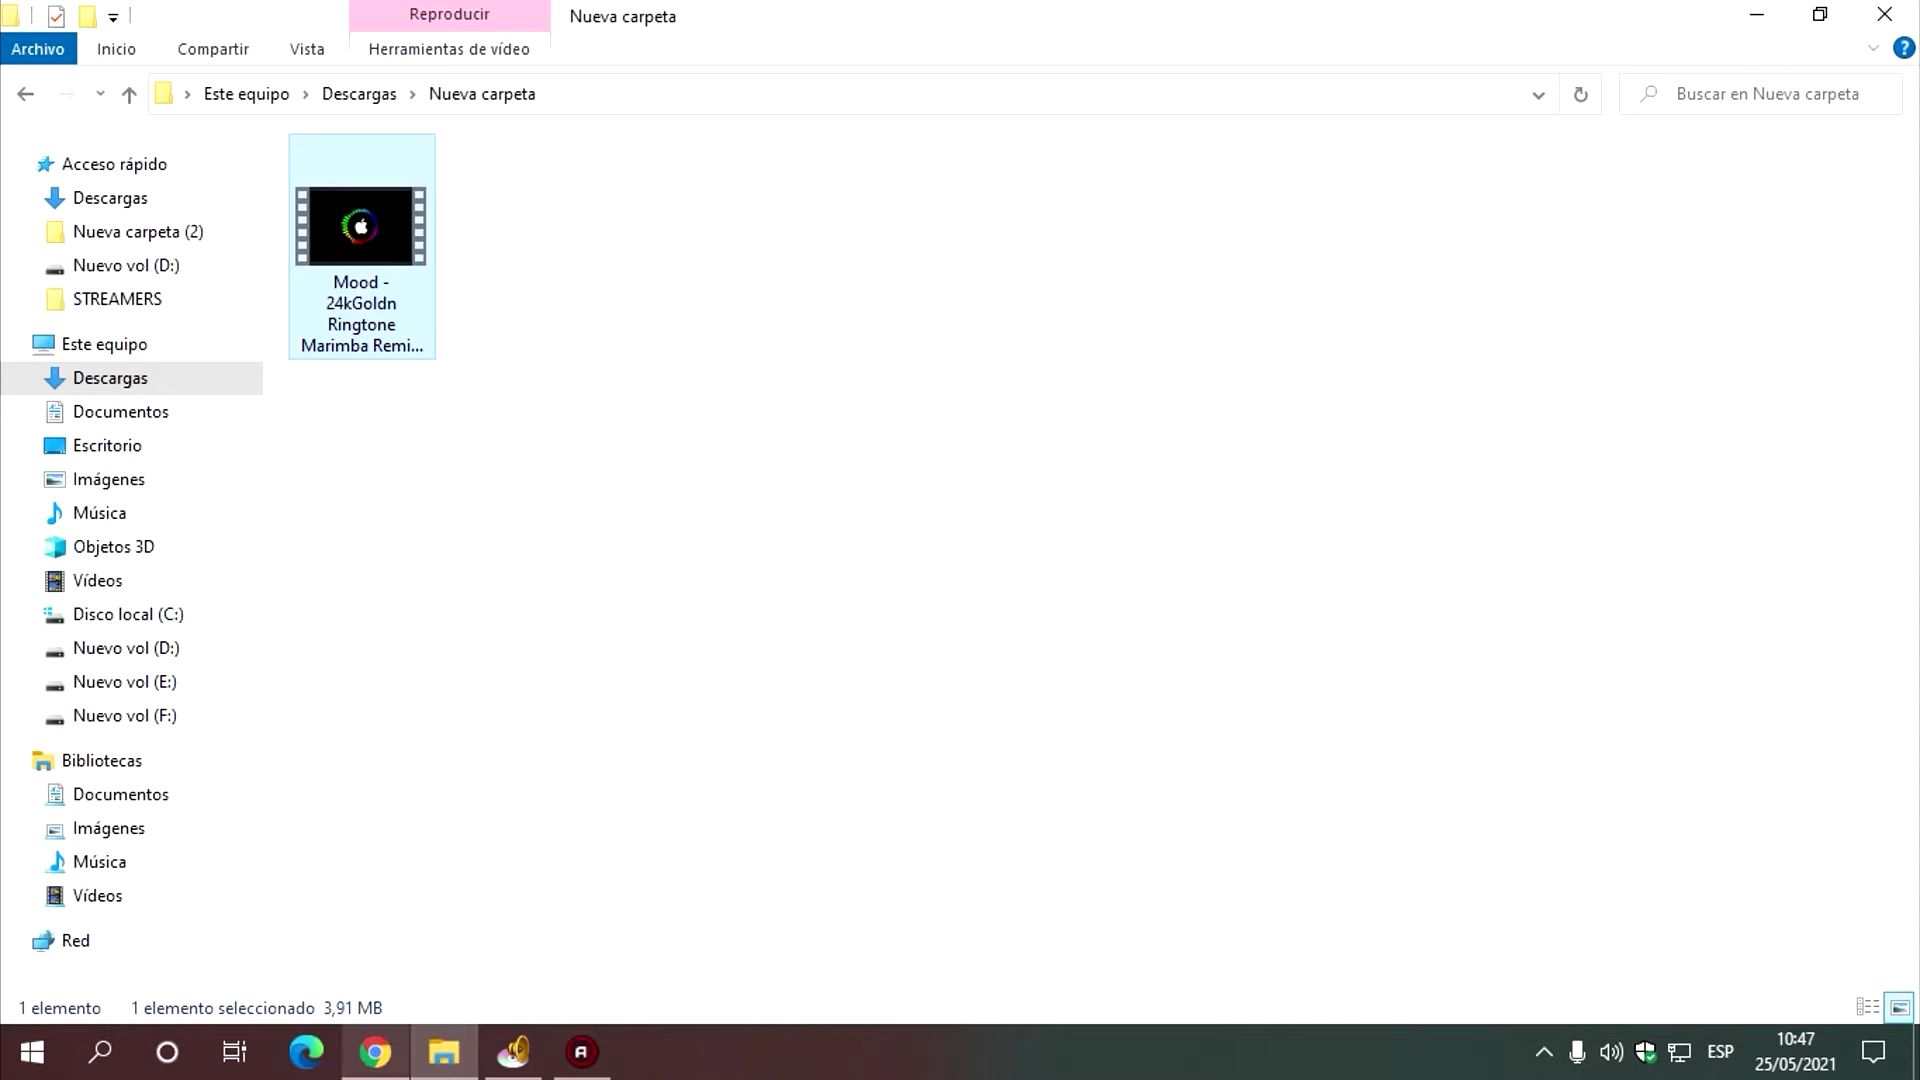 Reproducir
Nueva carpeta
Archivo
Inicio
Compartir
Vista
Herramientas de vídeo
?
Este equipo
Descargas
Nueva carpeta
Buscar en Nueva carpeta
Acceso rápido
Descargas
Nueva carpeta (2)
Nuevo vol (D:)
STREAMERS
Este equipo
Descargas
Documentos
Escritorio
Imágenes
Música
Objetos 3D
Vídeos
Disco local (C:)
Nuevo vol (D:)
Nuevo vol (E:)
Nuevo vol (F:)
Bibliotecas
Documentos
Imágenes
Música
Vídeos
Red
Mood -
24kGoldn
Ringtone
Marimba Remi...
1 elemento
1 elemento seleccionado 3,91 MB
A
ESP
10:47
25/05/2021